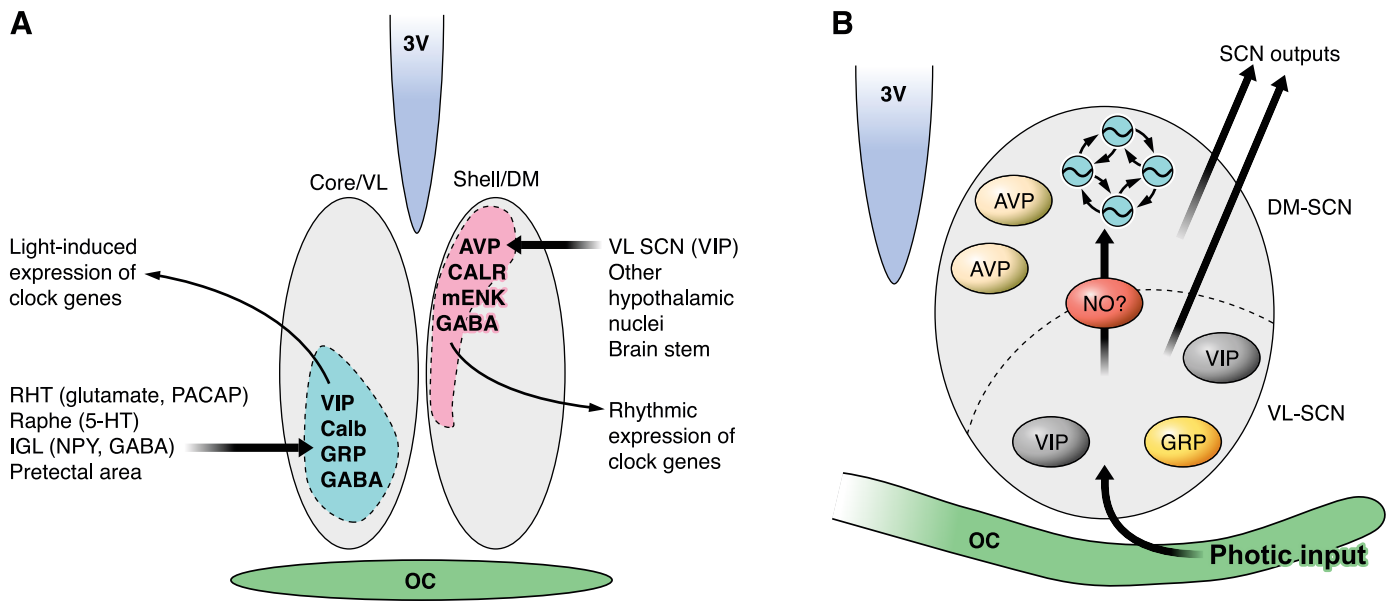 A
3V
Core/VL
Shell/DM
Light-induced
expression of
clock genes
AVP
CALR
mENK
GABA
VL SCN (VIP)
Other
hypothalamic
nuclei
Brain stem
RHT (glutamate, PACAP)
Raphe (5-HT)
IGL (NPY, GABA)
Pretectal area
VIP
Calb
GRP
GABA
Rhythmic
expression of
clock genes
OC
B
3V
SCN outputs
AVP
AVP
DM-SCN
NO?
VIP
VL-SCN
VIP
GRP
OC
Photic input